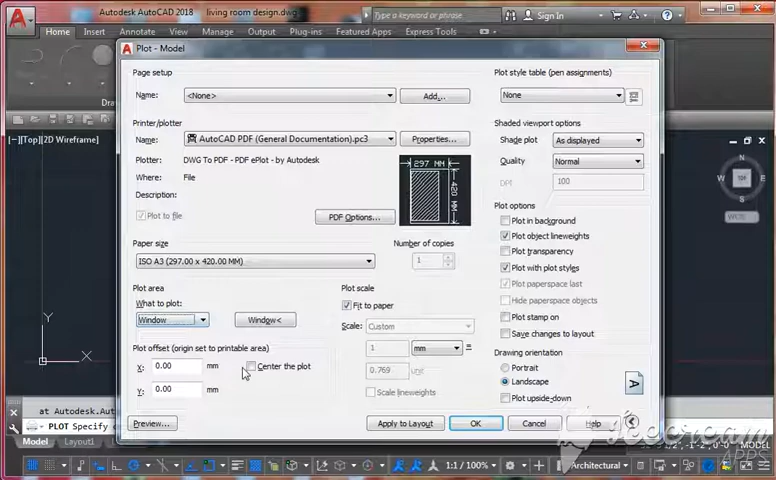 Autodesk AutoCAD 2018 living room design.dwg
Type a keyword or phrase
Sign In
Home Insert Annotate View Manage Output Plug-ins Featured Apps Express Tools
Plot - Model
Page setup
Name: <None>
Add...
Printer/plotter
Name: AutoCAD PDF (General Documentation).pc3
Properties...
Plotter: DWG To PDF - PDF ePlot - by Autodesk
Where: File
Description:
Plot to file
PDF Options...
297 MM
420 MM
Paper size
ISO A3 (297.00 x 420.00 MM)
Number of copies
1
Plot area
What to plot:
Window
Window<
Plot scale
Fit to paper
Scale: Custom
1 mm =
0.769 unit
Scale lineweights
Plot offset (origin set to printable area)
X: 0.00 mm
Center the plot
Y: 0.00 mm
Preview...
Apply to Layout
OK
Cancel
Help
Plot style table (pen assignments)
None
Shaded viewport options
Shade plot As displayed
Quality Normal
DPI 100
Plot options
Plot in background
Plot object lineweights
Plot transparency
Plot with plot styles
Plot paperspace last
Hide paperspace objects
Plot stamp on
Save changes to layout
Drawing orientation
Portrait
Landscape
Plot upside-down
A
[−][Top][2D Wireframe]
N
W
S
TOP
WCS
Y
X
at Autodesk.Aut
PLOT Specify
Model Layout1
MODEL
1:1 / 100%
Architectural
APPS